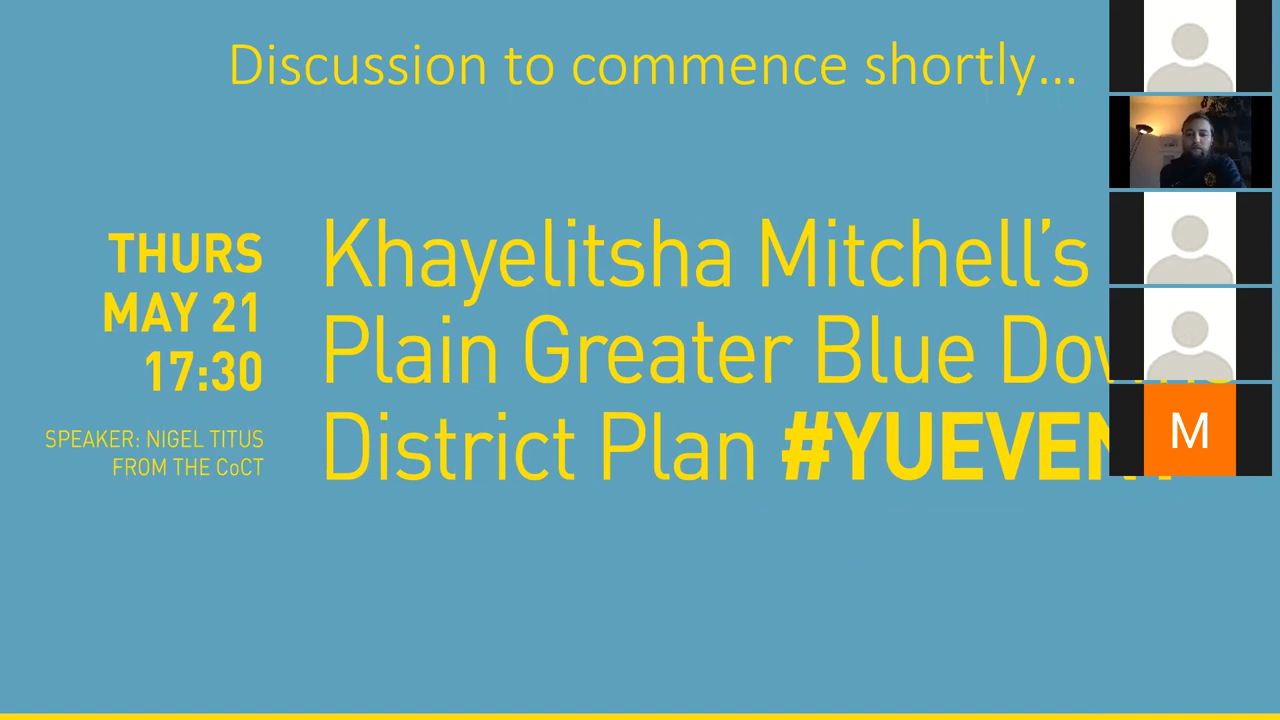 Discussion to commence shortly...
THURS
MAY 21
17:30
SPEAKER: NIGEL TITUS
FROM THE CoCT
Khayelitsha Mitchell’s
Plain Greater Blue
District Plan
M